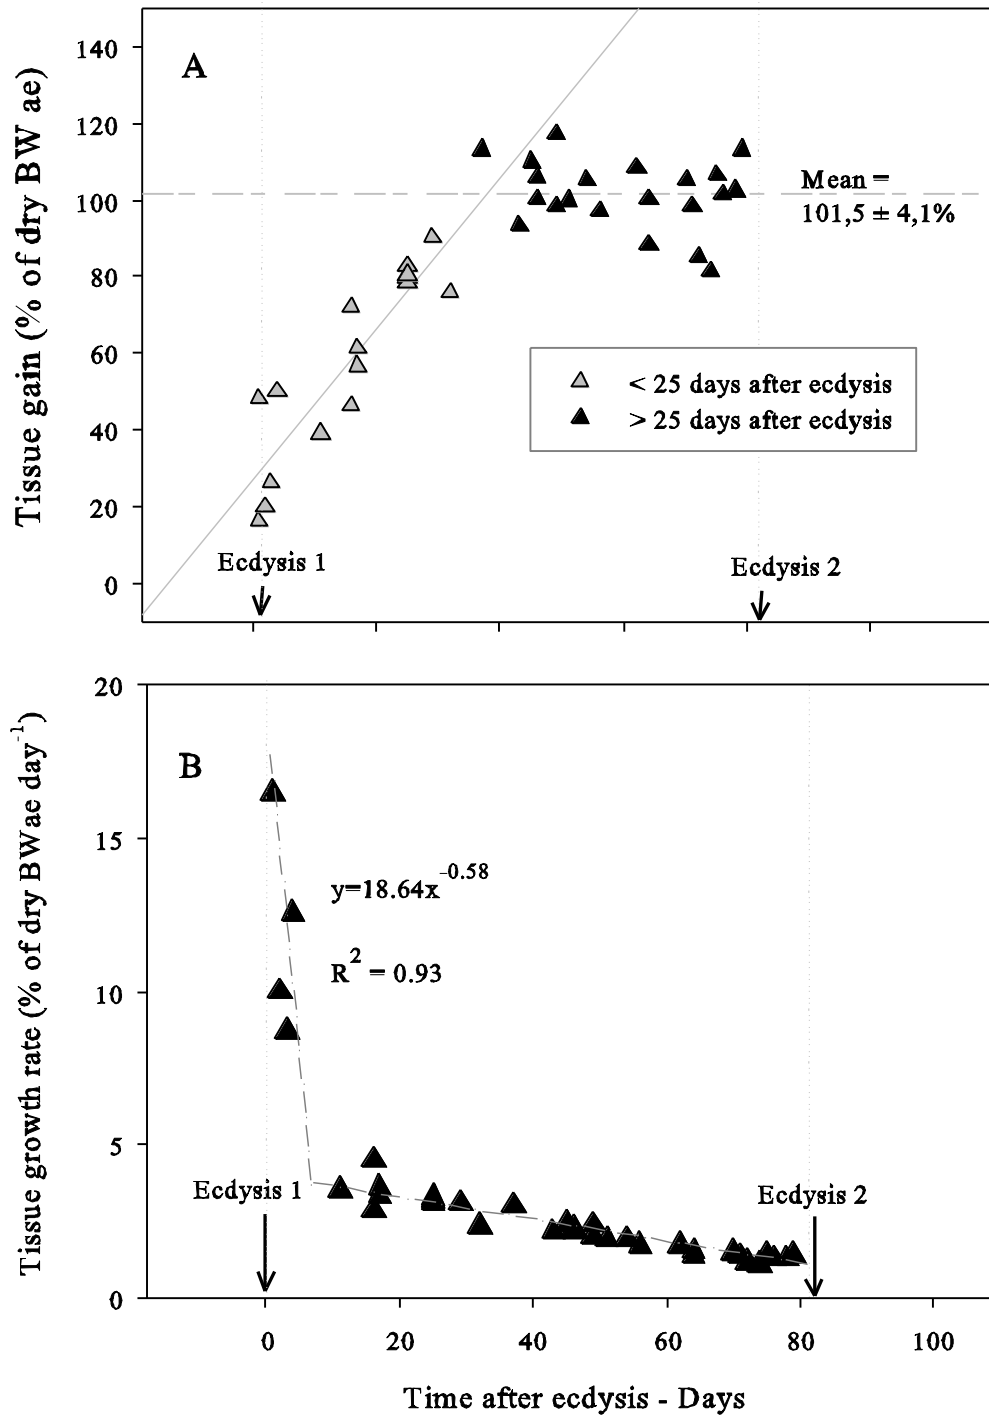 A
Tissue gain (% of dry BW ae)
140
120
100
80
60
40
20
0
Mean =
101,5 ± 4,1%
< 25 days after ecdysis
> 25 days after ecdysis
Ecdysis 1
Ecdysis 2
B
Tissue growth rate (% of dry BWae day⁻¹)
20
15
10
5
0
y=18.64x⁻⁰·⁵⁸
R² = 0.93
Ecdysis 1
Ecdysis 2
0 20 40 60 80 100
Time after ecdysis - Days